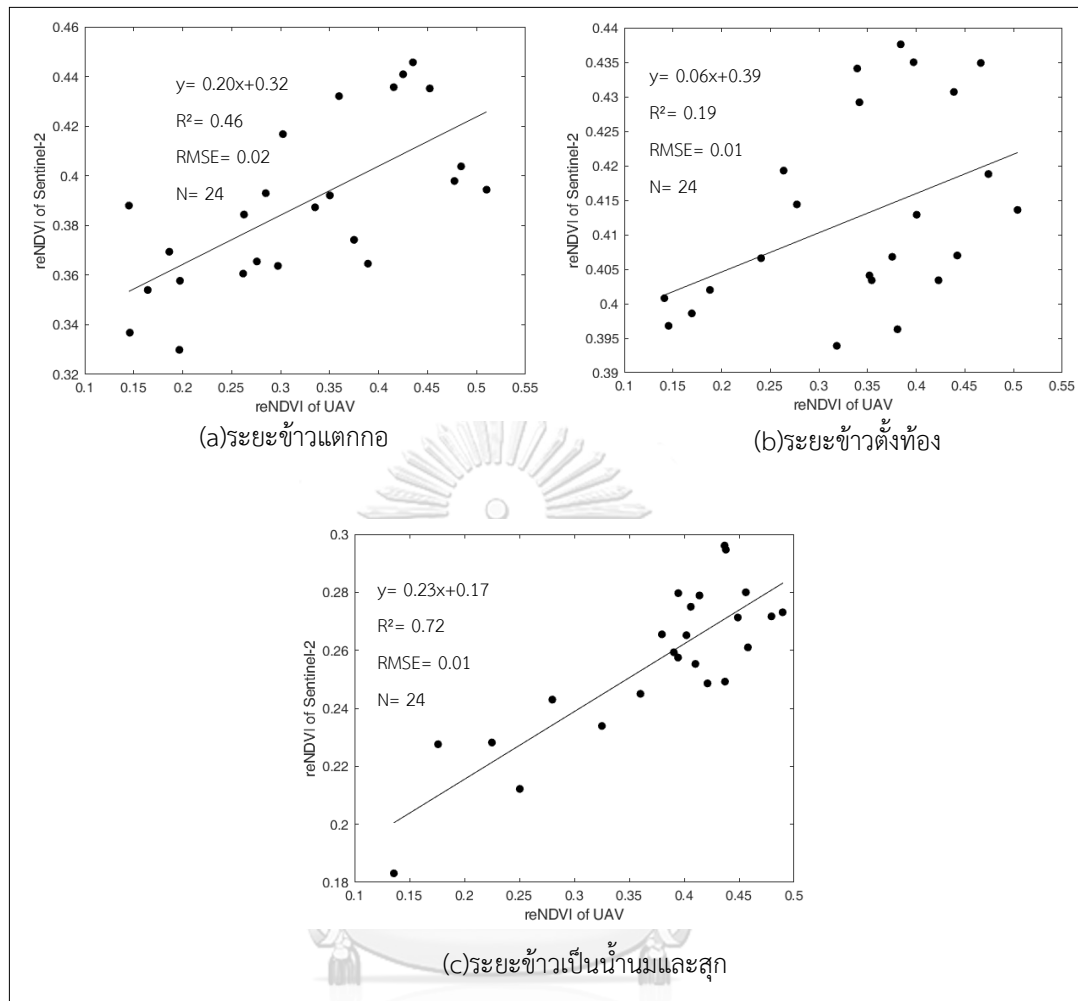 0.46
0.44
0.42
0.4
0.38
0.36
0.34
0.32
reNDVI of Sentinel-2
y= 0.20x+0.32
R²= 0.46
RMSE= 0.02
N= 24
0.1 0.15 0.2 0.25 0.3 0.35 0.4 0.45 0.5 0.55
reNDVI of UAV
(a)ระยะข้าวแตกกอ
0.44
0.435
0.43
0.425
0.42
0.415
0.41
0.405
0.4
0.395
0.39
reNDVI of Sentinel-2
y= 0.06x+0.39
R²= 0.19
RMSE= 0.01
N= 24
0.1 0.15 0.2 0.25 0.3 0.35 0.4 0.45 0.5 0.55
reNDVI of UAV
(b)ระยะข้าวตั้งท้อง
0.3
0.28
0.26
0.24
0.22
0.2
0.18
reNDVI of Sentinel-2
y= 0.23x+0.17
R²= 0.72
RMSE= 0.01
N= 24
0.1 0.15 0.2 0.25 0.3 0.35 0.4 0.45 0.5
reNDVI of UAV
(c)ระยะข้าวเป็นน้ำนมและสุก